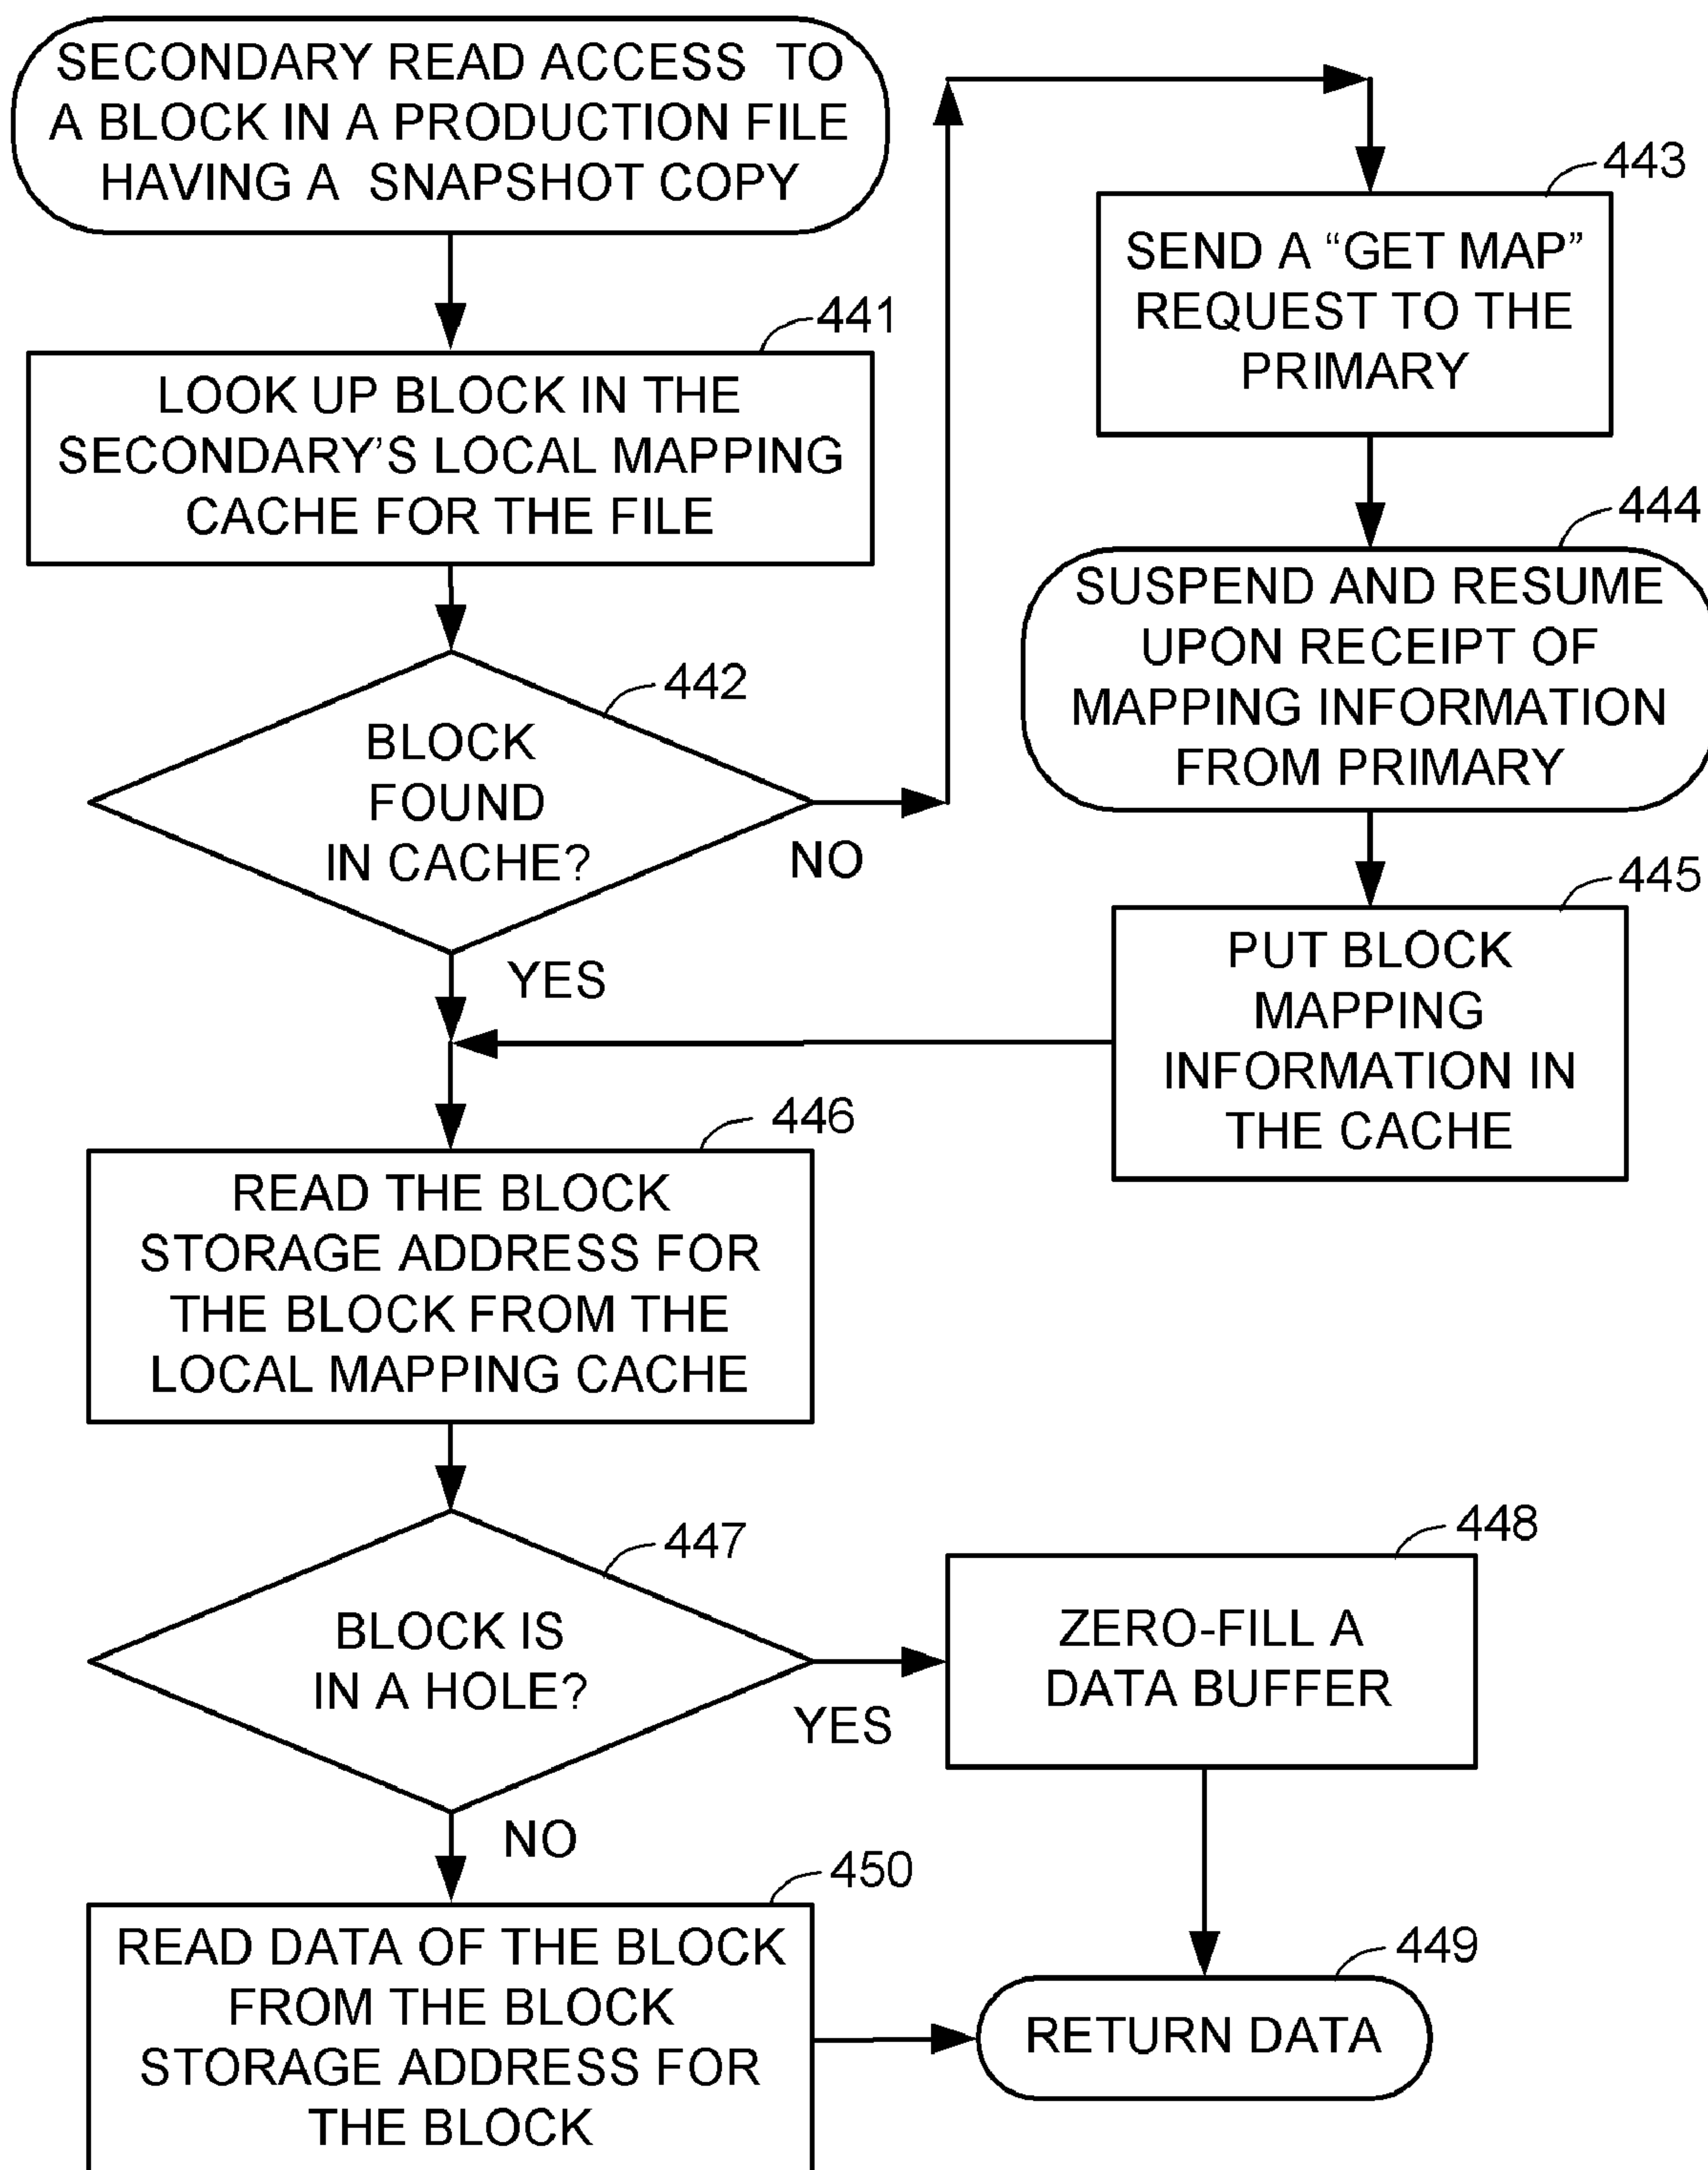 SECONDARY READ ACCESS TO
A BLOCK IN A PRODUCTION FILE
HAVING A SNAPSHOT COPY
441
LOOK UP BLOCK IN THE
SECONDARY'S LOCAL MAPPING
CACHE FOR THE FILE
442
BLOCK
FOUND
IN CACHE?
NO
YES
443
SEND A “GET MAP”
REQUEST TO THE
PRIMARY
444
SUSPEND AND RESUME
UPON RECEIPT OF
MAPPING INFORMATION
FROM PRIMARY
445
PUT BLOCK
MAPPING
INFORMATION IN
THE CACHE
446
READ THE BLOCK
STORAGE ADDRESS FOR
THE BLOCK FROM THE
LOCAL MAPPING CACHE
447
BLOCK IS
IN A HOLE?
YES
NO
448
ZERO-FILL A
DATA BUFFER
450
READ DATA OF THE BLOCK
FROM THE BLOCK
STORAGE ADDRESS FOR
THE BLOCK
449
RETURN DATA